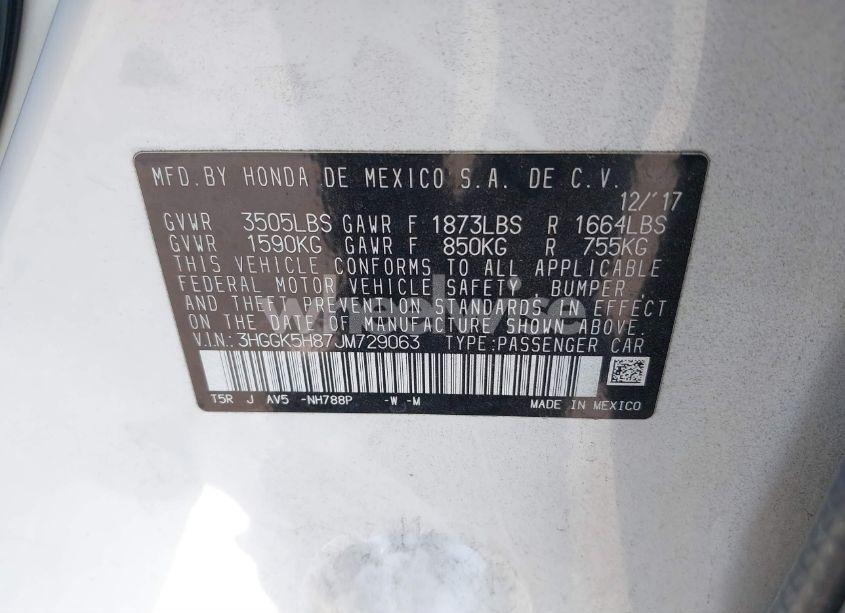 MFD.BY HONDA DE MEXICO S.A. DE C.V.
12/'17
GVWR 3505LBS GAWR F 1873LBS R 1664LBS
GVWR 1590KG GAWR F 850KG R 755KG
THIS VEHICLE CONFORMS TO ALL APPLICABLE
FEDERAL MOTOR VEHICLE SAFETY, BUMPER,
AND THEFT PREVENTION STANDARDS IN EFFECT
ON THE DATE OF MANUFACTURE SHOWN ABOVE.
V.I.N.: 3HGGK5H87JM729063 TYPE:PASSENGER CAR
T5R J AV5 -NH788P -W -M
MADE IN MEXICO
wheelwise